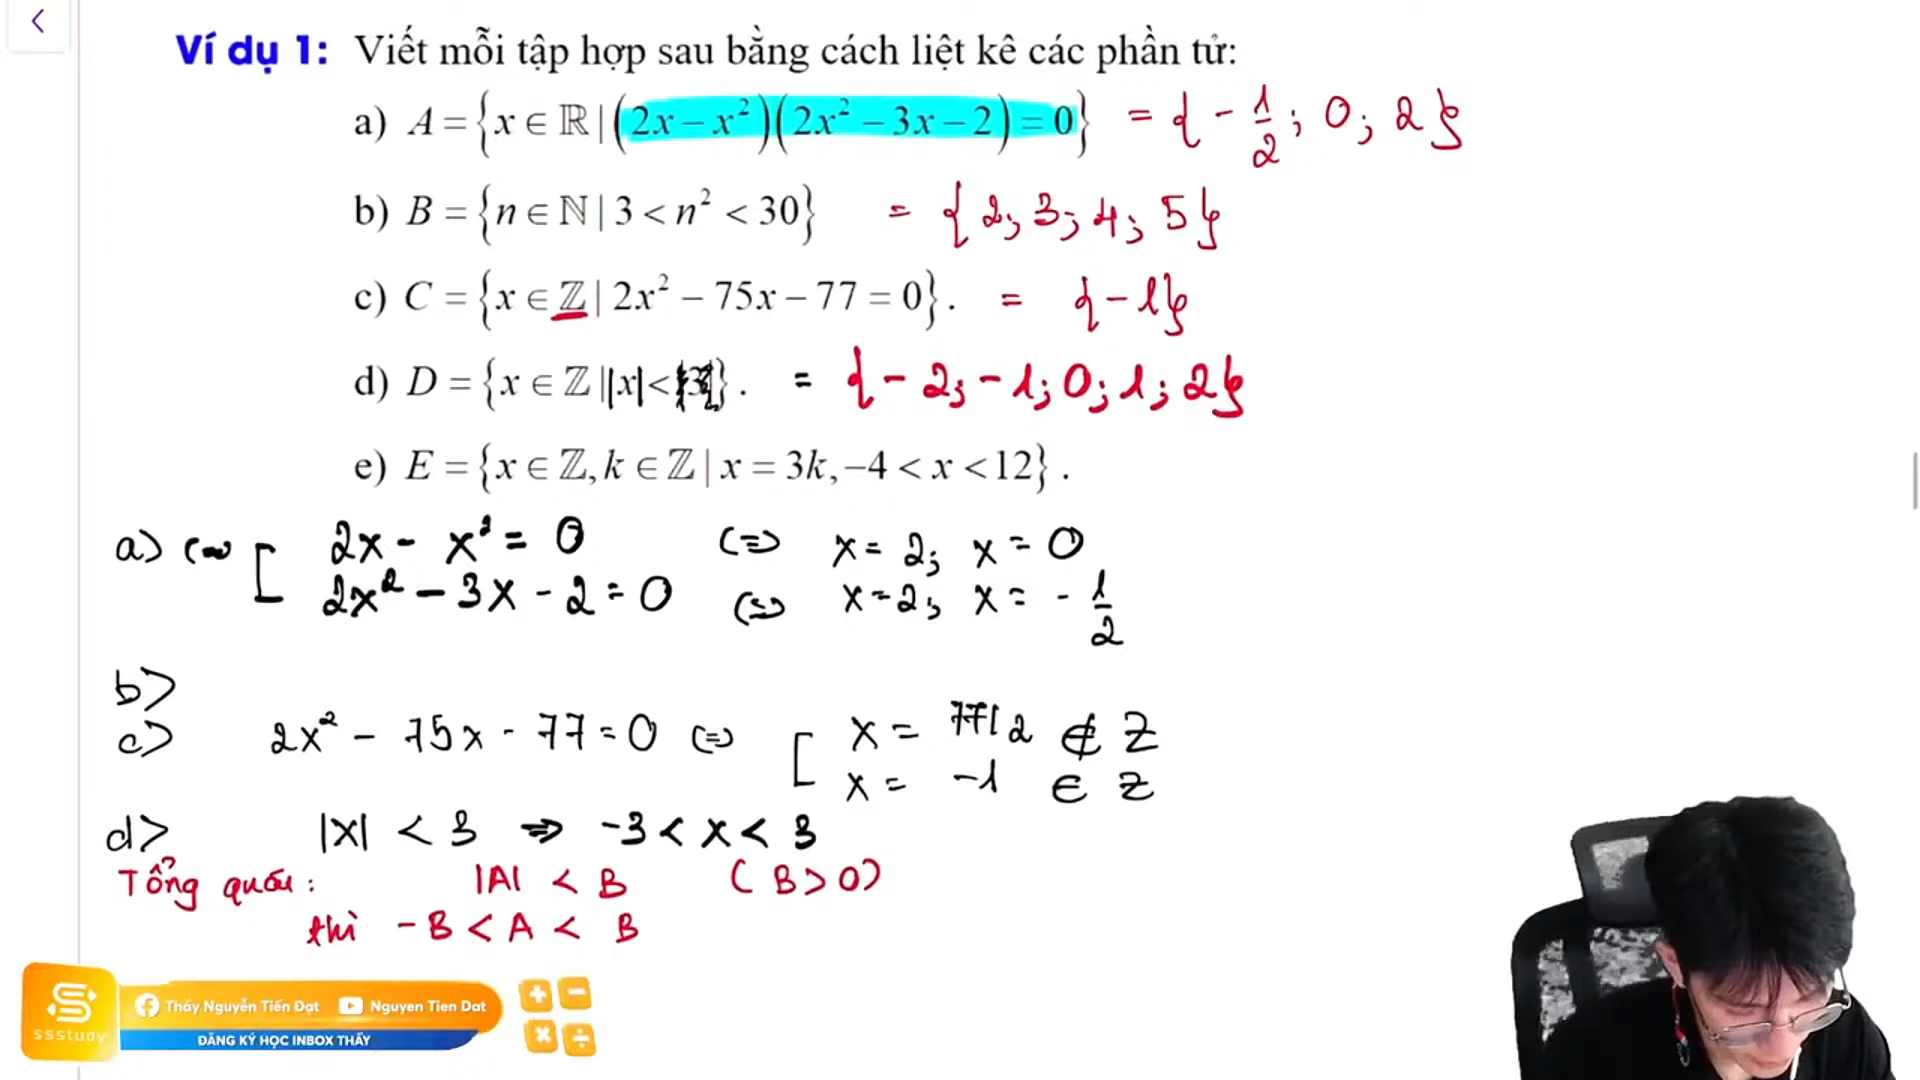 Ví dụ 1: Viết mỗi tập hợp sau bằng cách liệt kê các phần tử:
a) A = {x ∈ ℝ | (2x − x²)(2x² − 3x − 2) = 0} = {−1/2; 0; 2}
b) B = {n ∈ ℕ | 3 < n² < 30} = {2; 3; 4; 5}
c) C = {x ∈ ℤ | 2x² − 75x − 77 = 0}. = {−1}
d) D = {x ∈ ℤ | |x| < 3}. = {−2; −1; 0; 1; 2}
e) E = {x ∈ ℤ, k ∈ ℤ | x = 3k, −4 < x < 12}.
a) ⇔ [ 2x − x² = 0 ⇔ x = 2; x = 0
2x² − 3x − 2 = 0 ⇔ x = 2; x = −1/2
b)
c) 2x² − 75x − 77 = 0 ⇔ [ x = 77/2 ∉ Z
x = −1 ∈ Z
d) |x| < 3 ⇒ −3 < x < 3
Tổng quát: |A| < B (B > 0)
thì −B < A < B
ssstudy
Thầy Nguyễn Tiến Đạt Nguyen Tien Dat
ĐĂNG KÝ HỌC INBOX THẦY